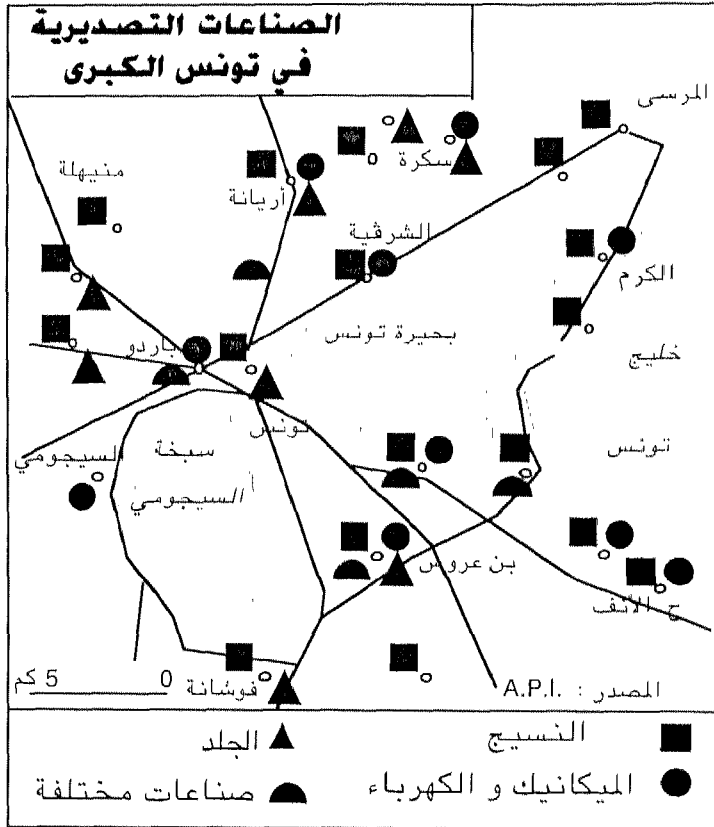 الصناعات التصديرية
في تونس الكبرى
المرسى
سكرة
منيهلة
أريانة
الشرقية
الكرم
باردو
بحيرة تونس
خليج
تونس
تونس
سبخة
السيجومي
السيجومي
بن عروس
ح الأنف
فوشانة
5 كم 0
المصدر : A.P.I.
النسيج
الجلد
الميكانيك و الكهرباء
صناعات مختلفة